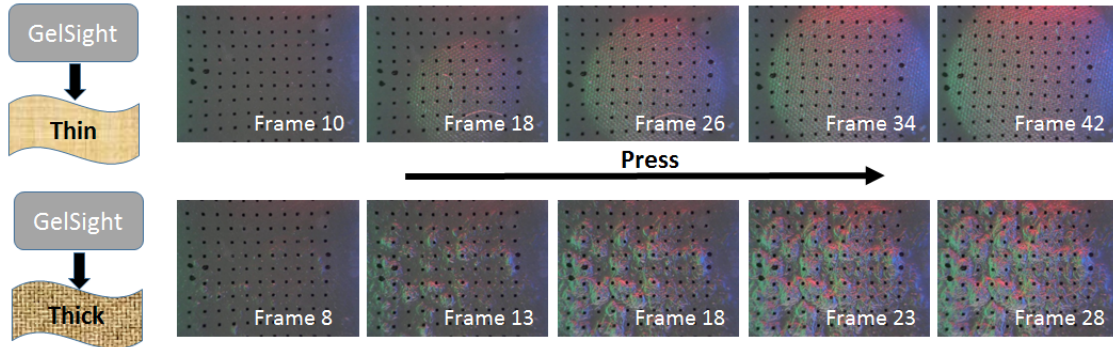 GelSight
Thin
Frame 10
Frame 18
Frame 26
Frame 34
Frame 42
Press
GelSight
Thick
Frame 8
Frame 13
Frame 18
Frame 23
Frame 28